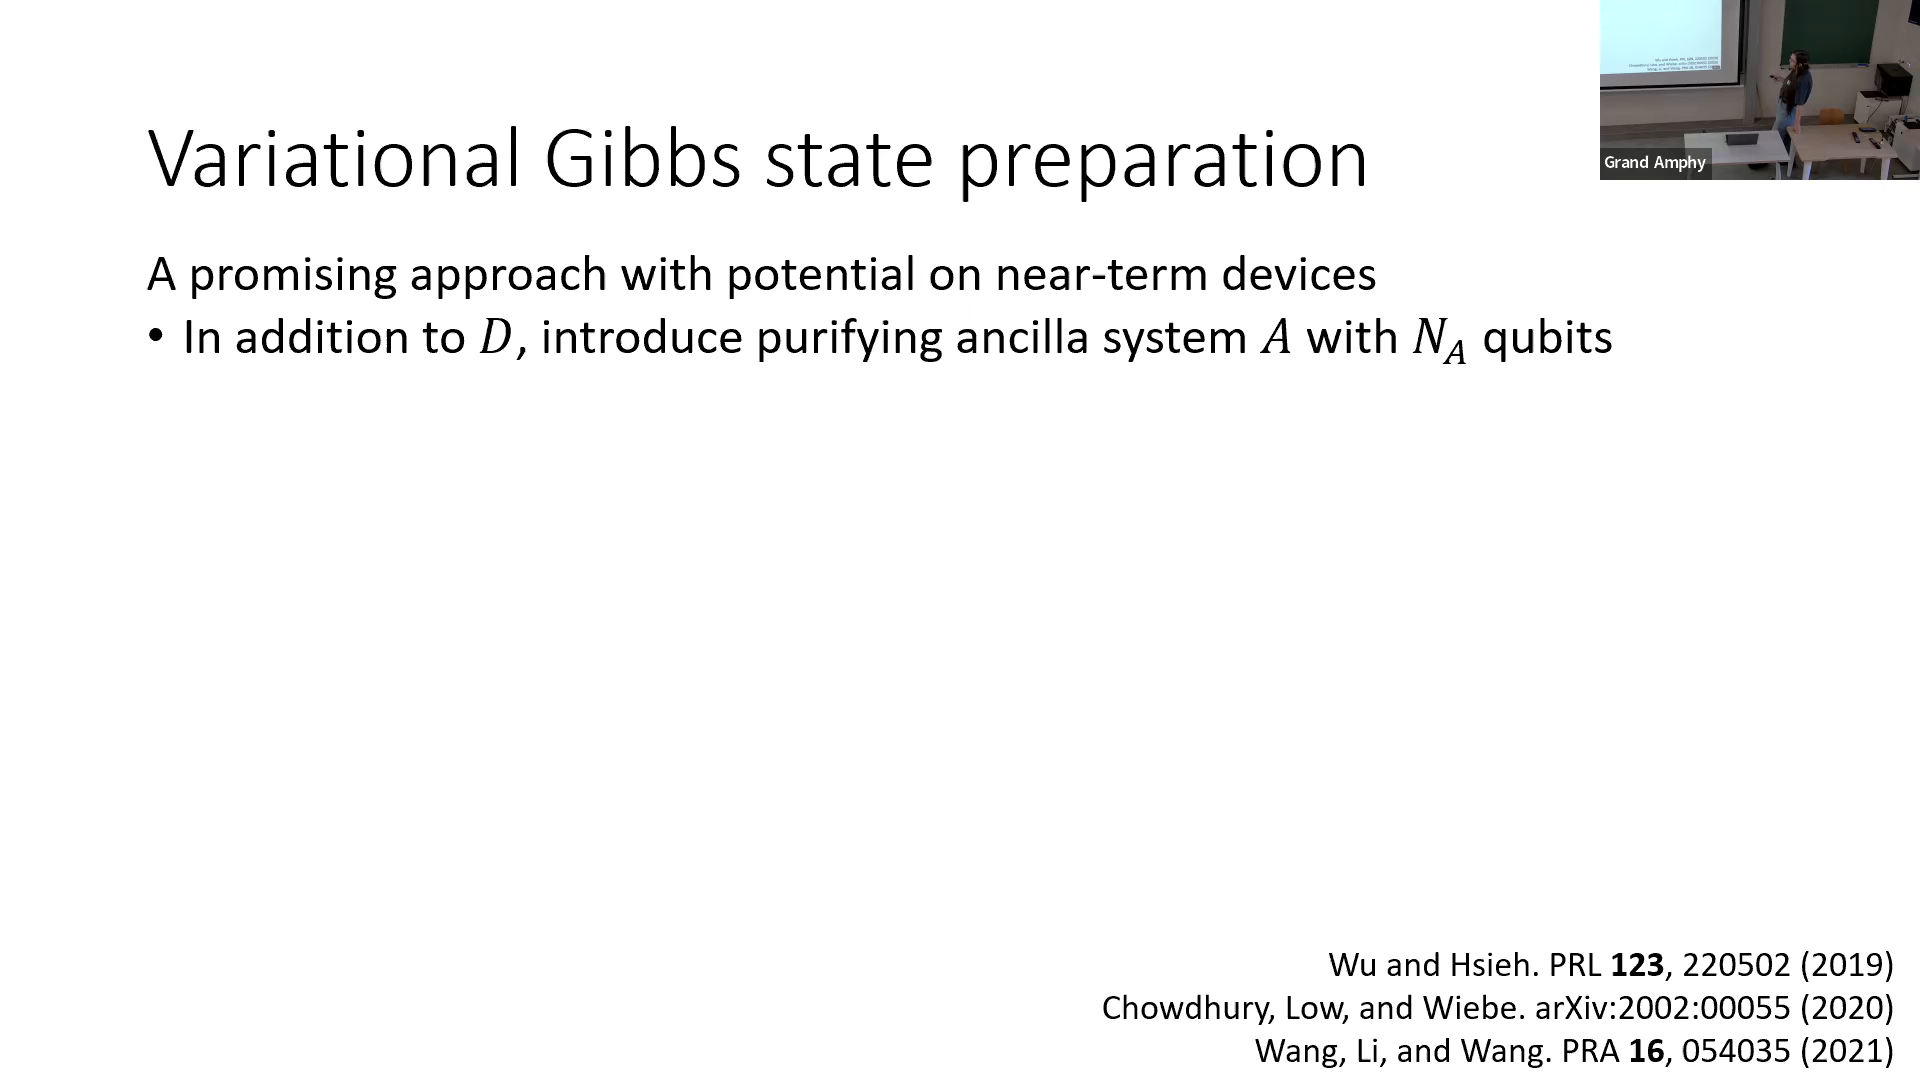 Variational Gibbs state preparation
Grand Amphy
A promising approach with potential on near-term devices
• In addition to D, introduce purifying ancilla system A with N_A qubits
Wu and Hsieh. PRL 123, 220502 (2019)
Chowdhury, Low, and Wiebe. arXiv:2002:00055 (2020)
Wang, Li, and Wang. PRA 16, 054035 (2021)